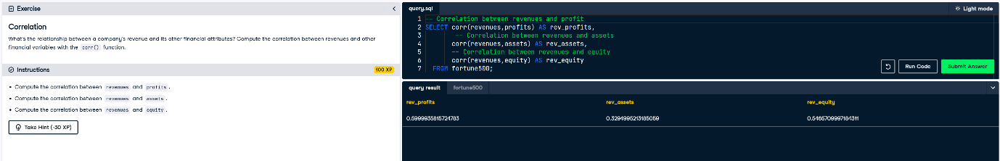 Exercise
Correlation
What's the relationship between a company's revenue and its other financial attributes? Compute the correlation between revenues and other
financial variables with the corr() function.
Instructions
100 XP
• Compute the correlation between revenues and profits.
• Compute the correlation between revenues and assets.
• Compute the correlation between revenues and equity.
Take Hint (-30 XP)
query.sql
Light mode
1 -- Correlation between revenues and profit
2 SELECT corr(revenues,profits) AS rev_profits,
3 -- Correlation between revenues and assets
4 corr(revenues,assets) AS rev_assets,
5 -- Correlation between revenues and equity
6 corr(revenues,equity) AS rev_equity
7 FROM fortune500;
Run Code
Submit Answer
query result
fortune500
rev_profits rev_assets rev_equity
0.5999935815724783 0.3294995213185059 0.5465709997184311